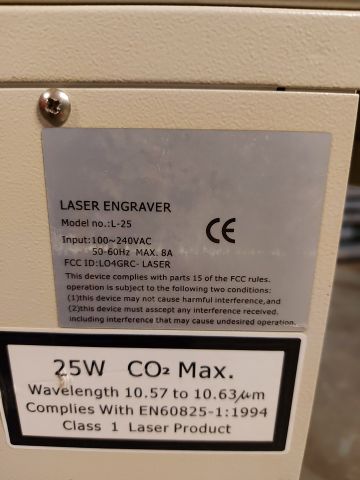 LASER ENGRAVER
Model no.:L-25
Input:100~240VAC
50-60Hz MAX. 8A
FCC ID:LO4GRC- LASER
CE
This device complies with parts 15 of the FCC rules.
operation is subject to the following two conditions:
(1)this device may not cause harmful interference,and
(2)this device must asscept any interference received.
including interference that may cause undesired operation.
25W CO₂ Max.
Wavelength 10.57 to 10.63μm
Complies With EN60825-1:1994
Class 1 Laser Product